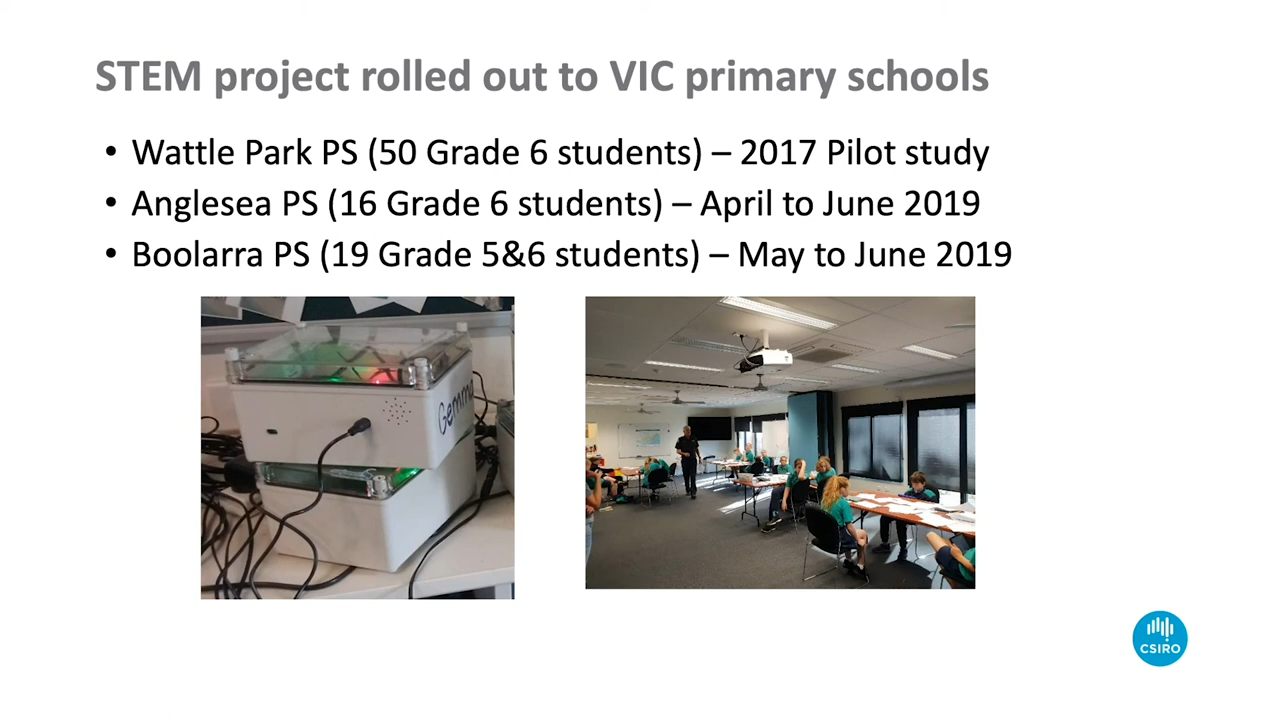 STEM project rolled out to VIC primary schools
• Wattle Park PS (50 Grade 6 students) – 2017 Pilot study
• Anglesea PS (16 Grade 6 students) – April to June 2019
• Boolarra PS (19 Grade 5&6 students) – May to June 2019
Gemma
CSIRO